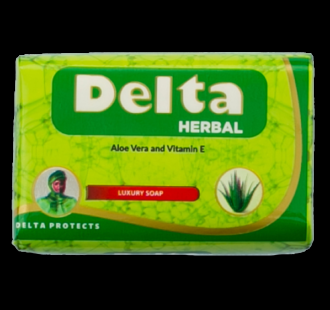 Delta
HERBAL
Aloe Vera and Vitamin E
LUXURY SOAP
DELTA PROTECTS